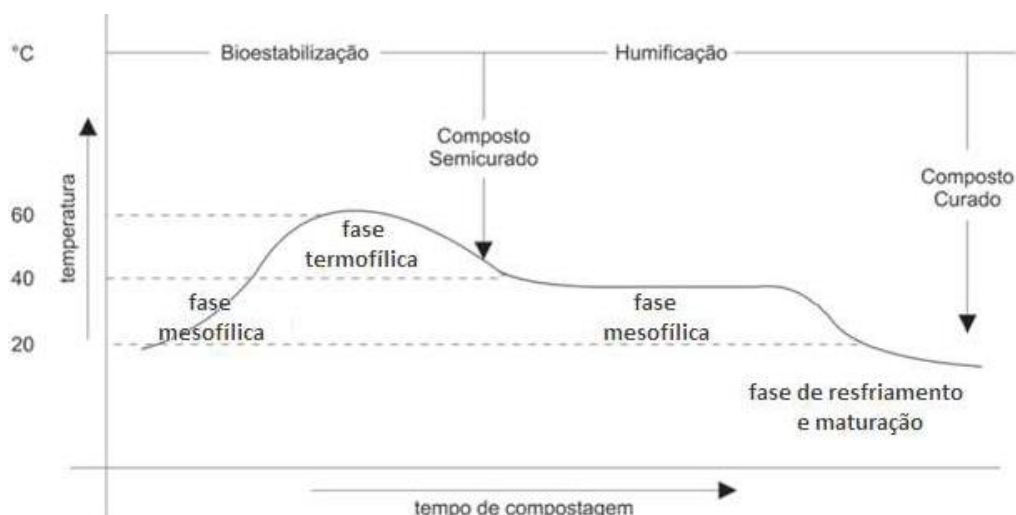 °C
Bioestabilização
Humificação
Composto
Semicurado
Composto
Curado
temperatura
60
40
20
fase
termofílica
fase
mesofílica
fase
mesofílica
fase de resfriamento
e maturação
tempo de compostagem